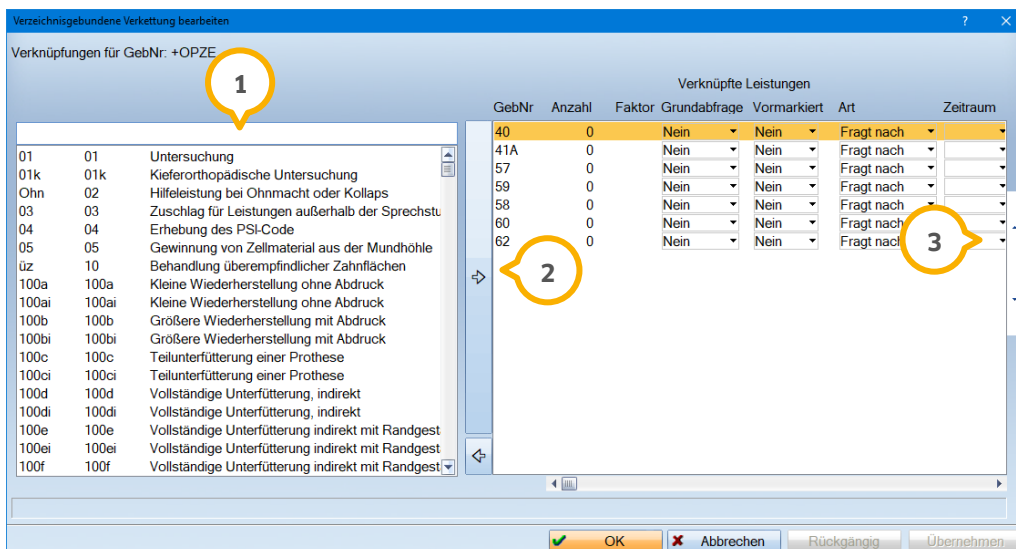 Verzeichnisgebundene Verkettung bearbeiten ? ✕
Verknüpfungen für GebNr: +OPZE
1
Verknüpfte Leistungen
GebNr Anzahl Faktor Grundabfrage Vormarkiert Art Zeitraum
40 0 Nein Nein Fragt nach
41A 0 Nein Nein Fragt nach
57 0 Nein Nein Fragt nach
59 0 Nein Nein Fragt nach
58 0 Nein Nein Fragt nach
60 0 Nein Nein Fragt nach
62 0 Nein Nein Fragt nach
01 01 Untersuchung
01k 01k Kieferorthopädische Untersuchung
Ohn 02 Hilfeleistung bei Ohnmacht oder Kollaps
03 03 Zuschlag für Leistungen außerhalb der Sprechstu
04 04 Erhebung des PSI-Code
05 05 Gewinnung von Zellmaterial aus der Mundhöhle
üz 10 Behandlung überempfindlicher Zahnflächen
100a 100a Kleine Wiederherstellung ohne Abdruck
100ai 100ai Kleine Wiederherstellung ohne Abdruck
100b 100b Größere Wiederherstellung mit Abdruck
100bi 100bi Größere Wiederherstellung mit Abdruck
100c 100c Teilunterfütterung einer Prothese
100ci 100ci Teilunterfütterung einer Prothese
100d 100d Vollständige Unterfütterung, indirekt
100di 100di Vollständige Unterfütterung, indirekt
100e 100e Vollständige Unterfütterung indirekt mit Randgest
100ei 100ei Vollständige Unterfütterung indirekt mit Randgest
100f 100f Vollständige Unterfütterung indirekt mit Randgest
2
3
OK Abbrechen Rückgängig Übernehmen